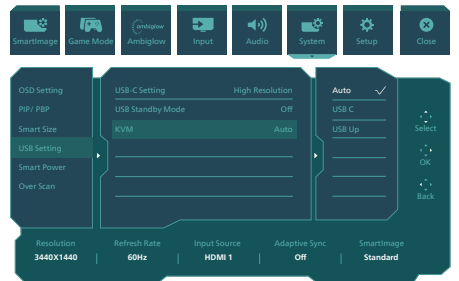 ambiglow
SmartImage Game Mode Ambiglow Input Audio System Setup Close
OSD Setting USB-C Setting High Resolution Auto
PIP/ PBP USB Standby Mode Off USB C
Smart Size KVM Auto USB Up
Select
USB Setting
OK
Smart Power
Over Scan
Back
Resolution Refresh Rate Input Source Adaptive Sync SmartImage
3440X1440 | 60Hz | HDMI 1 | Off | Standard